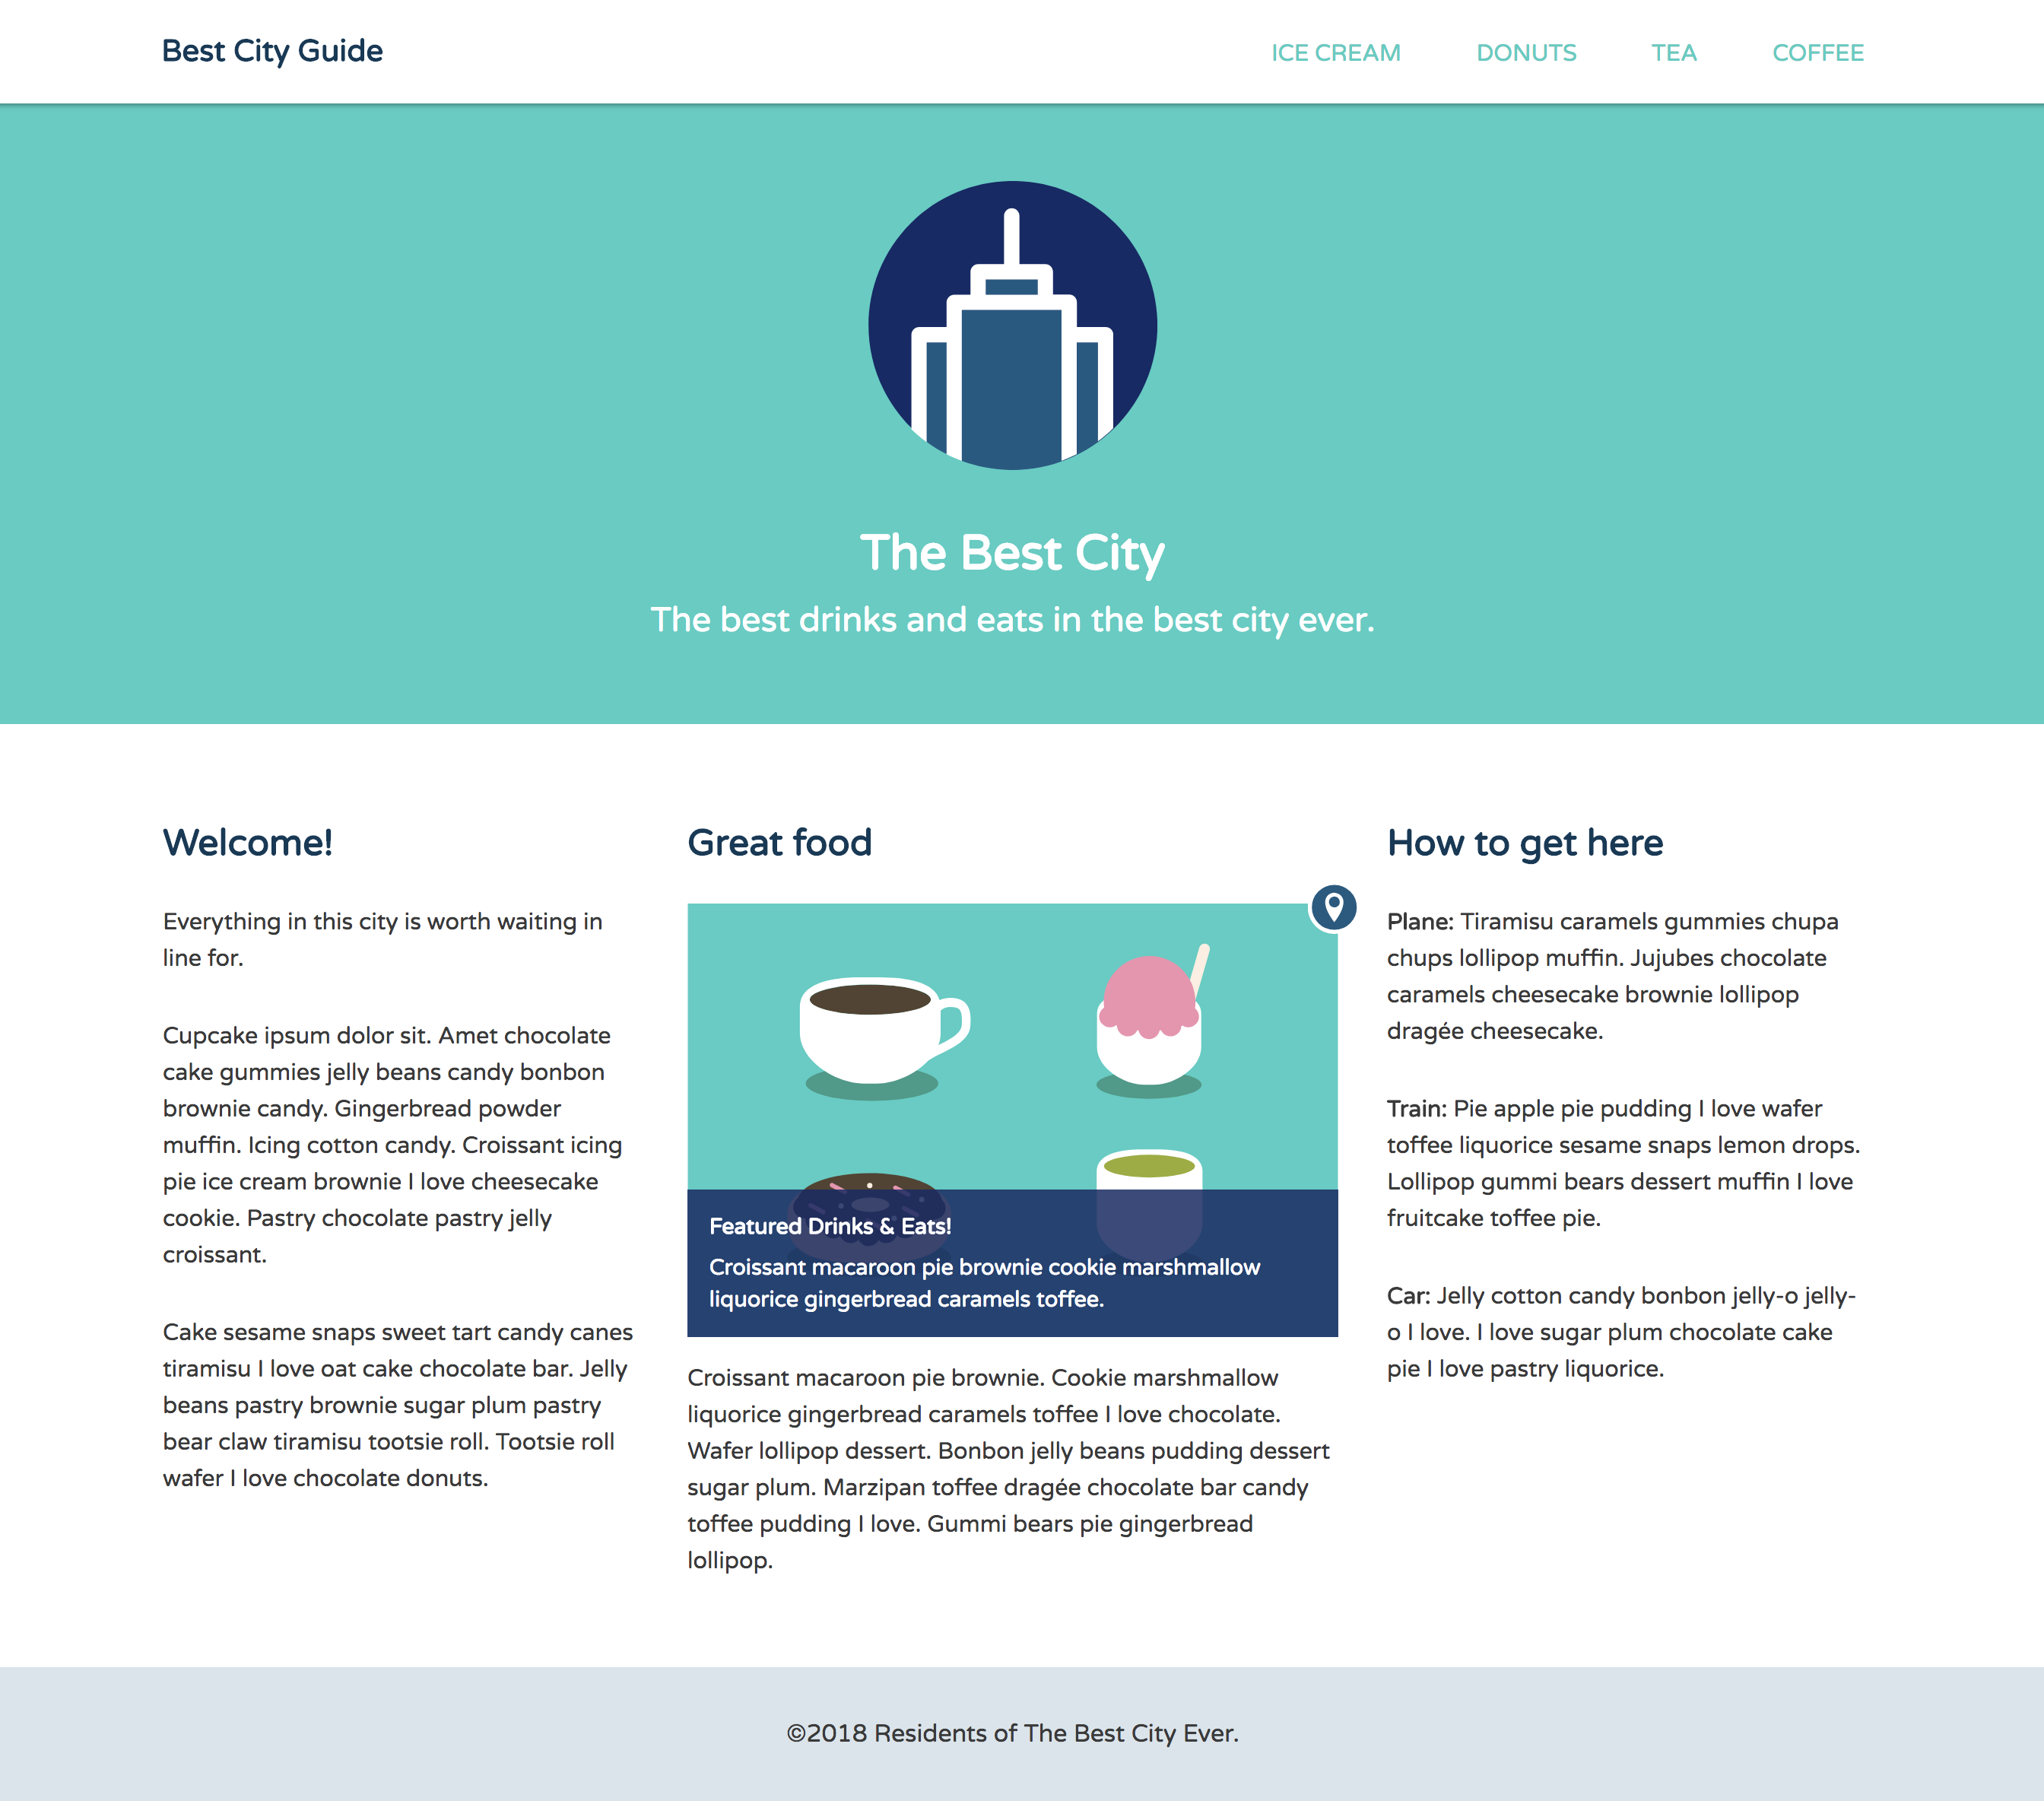 Best City Guide
ICE CREAM
DONUTS
TEA
COFFEE
The Best City
The best drinks and eats in the best city ever.
Welcome!
Everything in this city is worth waiting in
line for.
Cupcake ipsum dolor sit. Amet chocolate
cake gummies jelly beans candy bonbon
brownie candy. Gingerbread powder
muffin. Icing cotton candy. Croissant icing
pie ice cream brownie I love cheesecake
cookie. Pastry chocolate pastry jelly
croissant.
Cake sesame snaps sweet tart candy canes
tiramisu I love oat cake chocolate bar. Jelly
beans pastry brownie sugar plum pastry
bear claw tiramisu tootsie roll. Tootsie roll
wafer I love chocolate donuts.
Great food
Featured Drinks & Eats!
Croissant macaroon pie brownie cookie marshmallow
liquorice gingerbread caramels toffee.
Croissant macaroon pie brownie. Cookie marshmallow
liquorice gingerbread caramels toffee I love chocolate.
Wafer lollipop dessert. Bonbon jelly beans pudding dessert
sugar plum. Marzipan toffee dragée chocolate bar candy
toffee pudding I love. Gummi bears pie gingerbread
lollipop.
How to get here
Plane: Tiramisu caramels gummies chupa
chups lollipop muffin. Jujubes chocolate
caramels cheesecake brownie lollipop
dragée cheesecake.
Train: Pie apple pie pudding I love wafer
toffee liquorice sesame snaps lemon drops.
Lollipop gummi bears dessert muffin I love
fruitcake toffee pie.
Car: Jelly cotton candy bonbon jelly-o jelly-
o I love. I love sugar plum chocolate cake
pie I love pastry liquorice.
©2018 Residents of The Best City Ever.